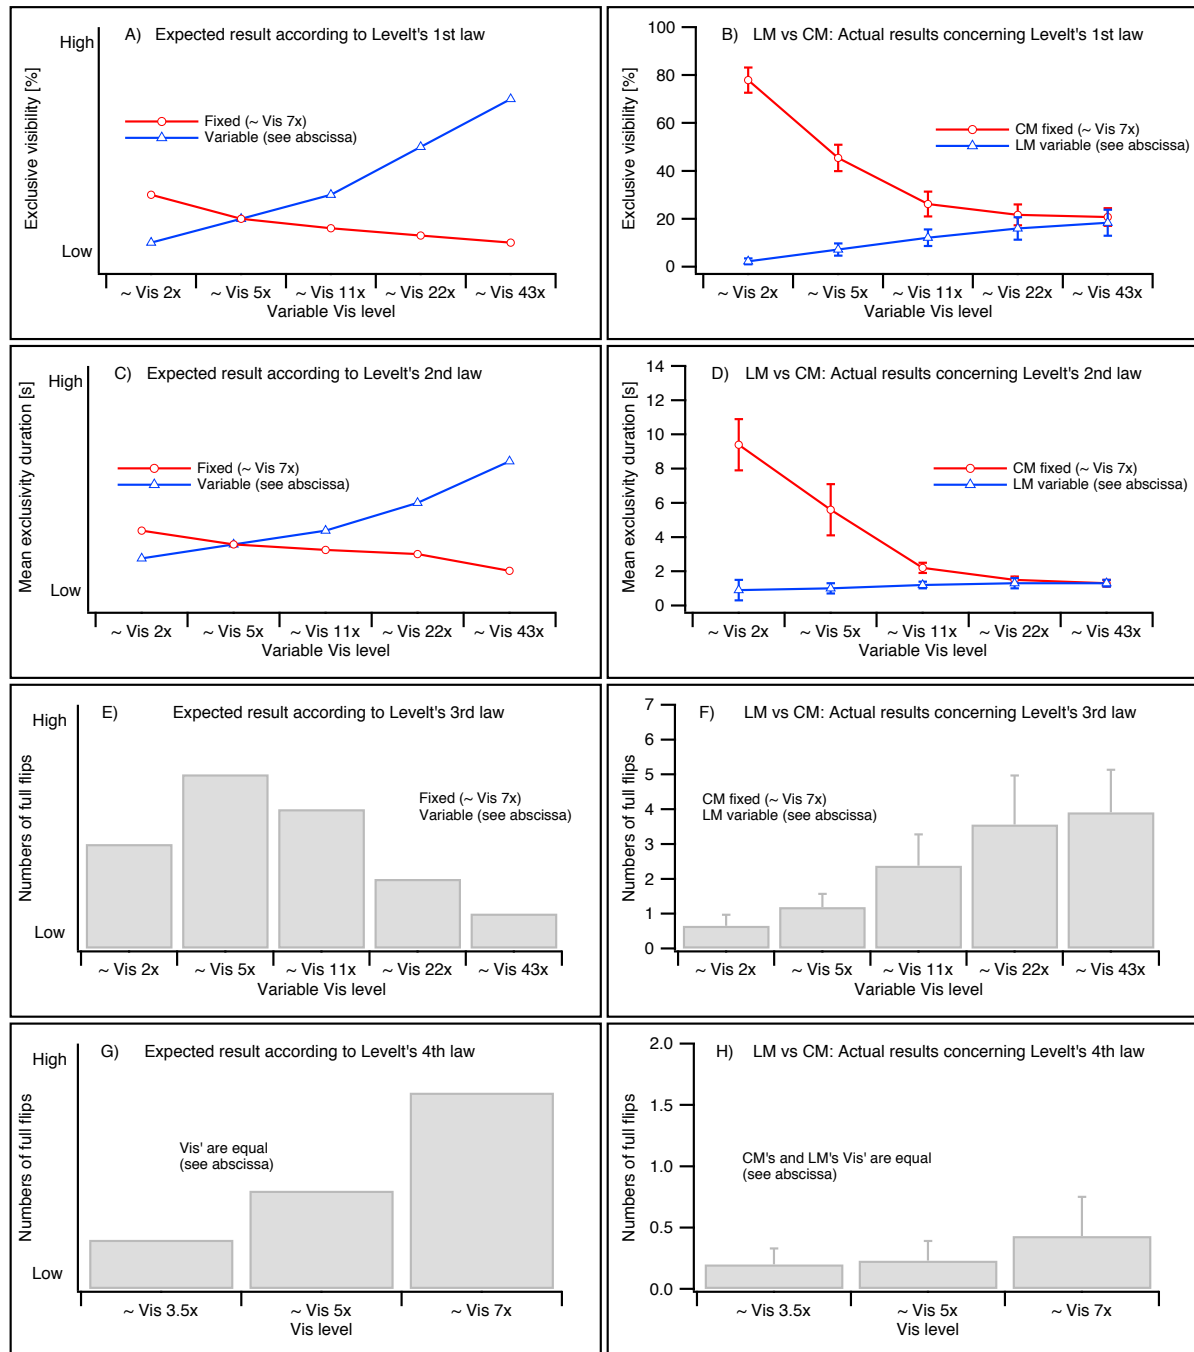 A) Expected result according to Levelt's 1st law
High
Exclusive visibility [%]
Low
Fixed (~ Vis 7x)
Variable (see abscissa)
~ Vis 2x ~ Vis 5x ~ Vis 11x ~ Vis 22x ~ Vis 43x
Variable Vis level
B) LM vs CM: Actual results concerning Levelt's 1st law
100
80
60
40
20
0
Exclusive visibility [%]
CM fixed (~ Vis 7x)
LM variable (see abscissa)
~ Vis 2x ~ Vis 5x ~ Vis 11x ~ Vis 22x ~ Vis 43x
Variable Vis level
C) Expected result according to Levelt's 2nd law
High
Mean exclusivity duration [s]
Low
Fixed (~ Vis 7x)
Variable (see abscissa)
~ Vis 2x ~ Vis 5x ~ Vis 11x ~ Vis 22x ~ Vis 43x
Variable Vis level
D) LM vs CM: Actual results concerning Levelt's 2nd law
14
12
10
8
6
4
2
0
Mean exclusivity duration [s]
CM fixed (~ Vis 7x)
LM variable (see abscissa)
~ Vis 2x ~ Vis 5x ~ Vis 11x ~ Vis 22x ~ Vis 43x
Variable Vis level
E) Expected result according to Levelt's 3rd law
High
Numbers of full flips
Low
Fixed (~ Vis 7x)
Variable (see abscissa)
~ Vis 2x ~ Vis 5x ~ Vis 11x ~ Vis 22x ~ Vis 43x
Variable Vis level
F) LM vs CM: Actual results concerning Levelt's 3rd law
7
6
5
4
3
2
1
0
Numbers of full flips
CM fixed (~ Vis 7x)
LM variable (see abscissa)
~ Vis 2x ~ Vis 5x ~ Vis 11x ~ Vis 22x ~ Vis 43x
Variable Vis level
G) Expected result according to Levelt's 4th law
High
Numbers of full flips
Low
Vis' are equal
(see abscissa)
~ Vis 3.5x ~ Vis 5x ~ Vis 7x
Vis level
H) LM vs CM: Actual results concerning Levelt's 4th law
2.0
1.5
1.0
0.5
0.0
Numbers of full flips
CM's and LM's Vis' are equal
(see abscissa)
~ Vis 3.5x ~ Vis 5x ~ Vis 7x
Vis level